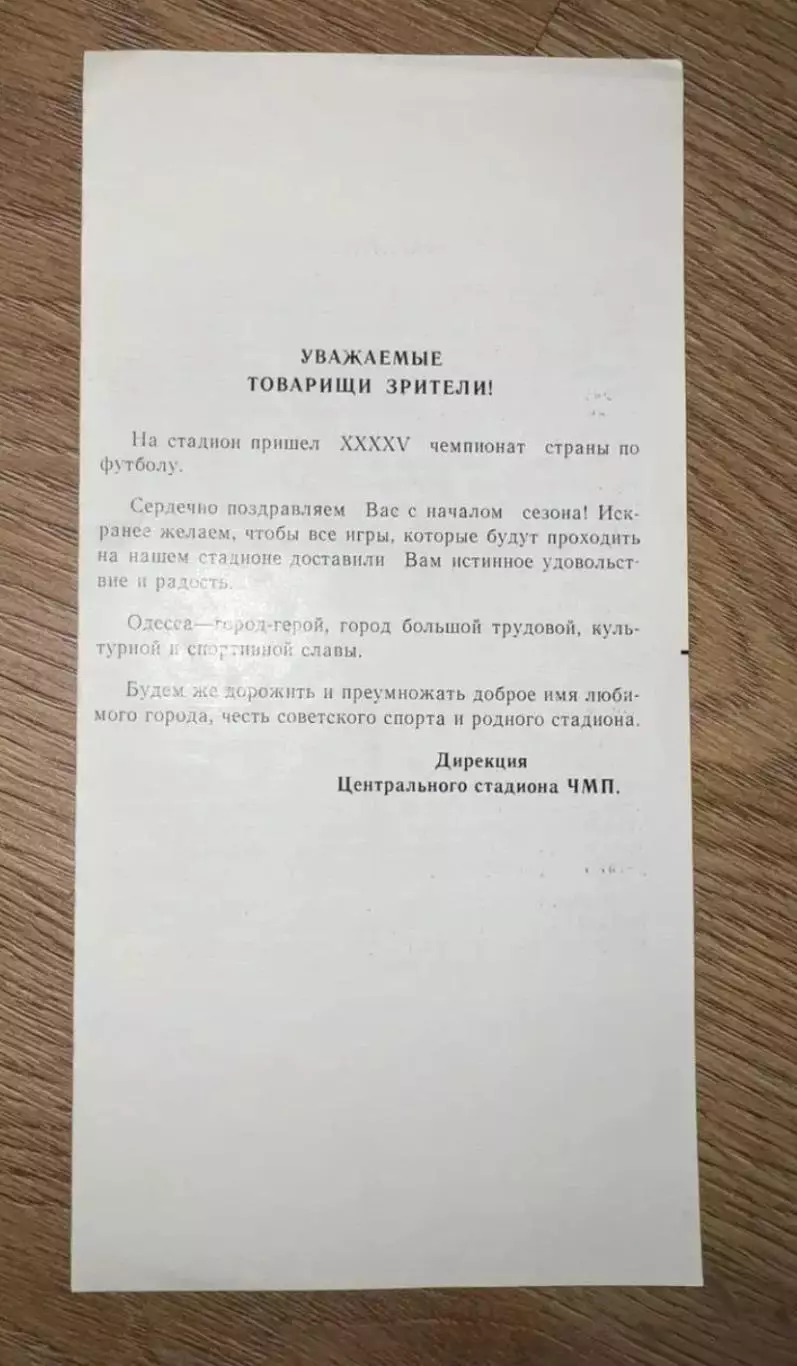 УВАЖАЕМЫЕ
ТОВАРИЩИ ЗРИТЕЛИ!
На стадион пришел XXXXV чемпионат страны по
футболу.
Сердечно поздравляем Вас с началом сезона! Иск-
ранее желаем, чтобы все игры, которые будут проходить
на нашем стадионе доставили Вам истинное удовольст-
вие и радость.
Одесса—город-герой, город большой трудовой, куль-
турной и спортивной славы.
Будем же дорожить и преумножать доброе имя люби-
мого города, честь советского спорта и родного стадиона.
Дирекция
Центрального стадиона ЧМП.